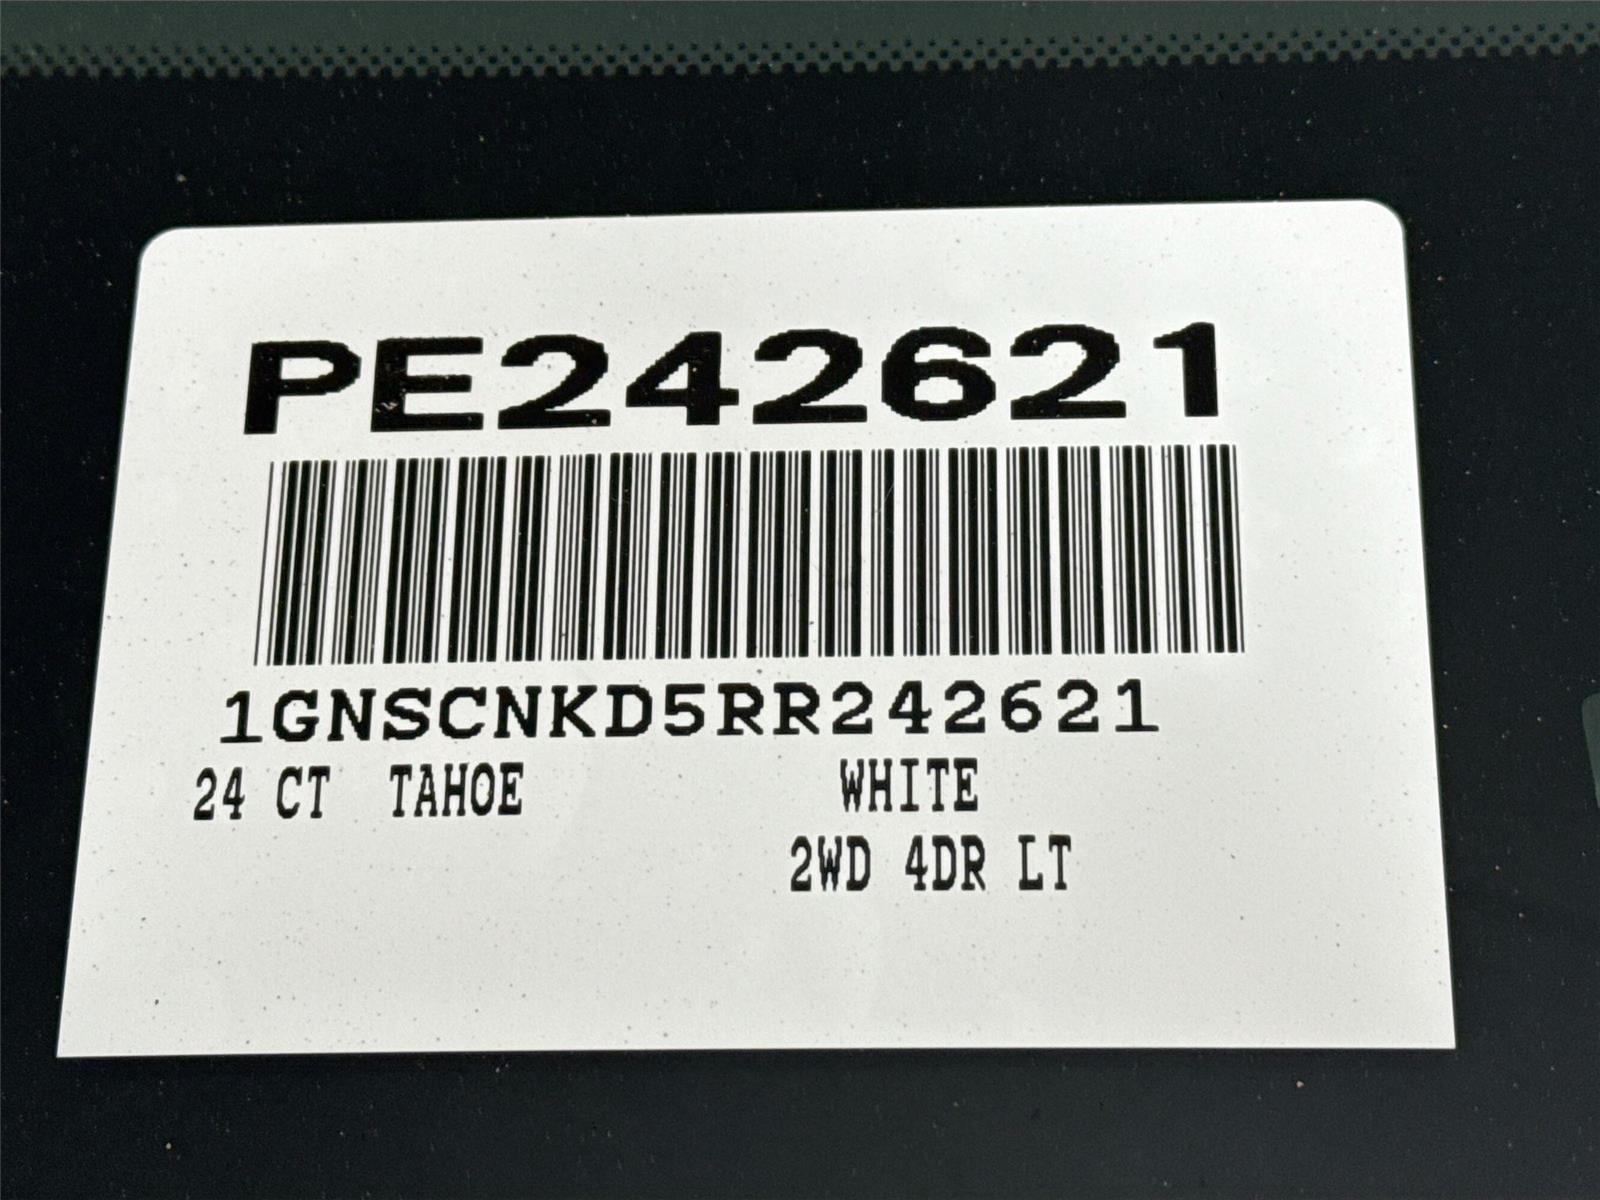 PE242621
1GNSCNKD5RR242621
24 CT TAHOE WHITE
2WD 4DR LT